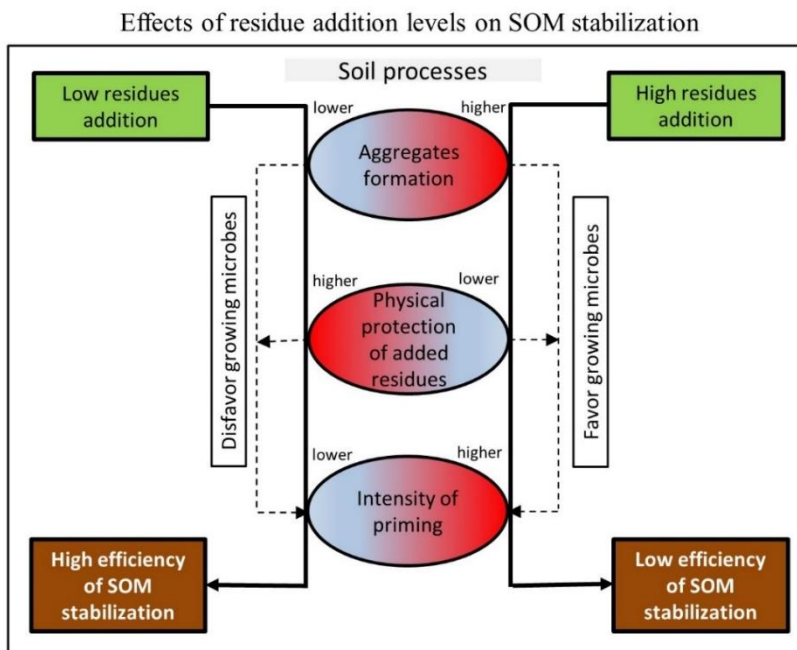 Effects of residue addition levels on SOM stabilization
Soil processes
Low residues
addition
lower
higher
High residues
addition
Aggregates
formation
Disfavor growing microbes
Favor growing microbes
higher
lower
Physical
protection
of added
residues
lower
higher
Intensity of
priming
High efficiency
of SOM
stabilization
Low efficiency
of SOM
stabilization